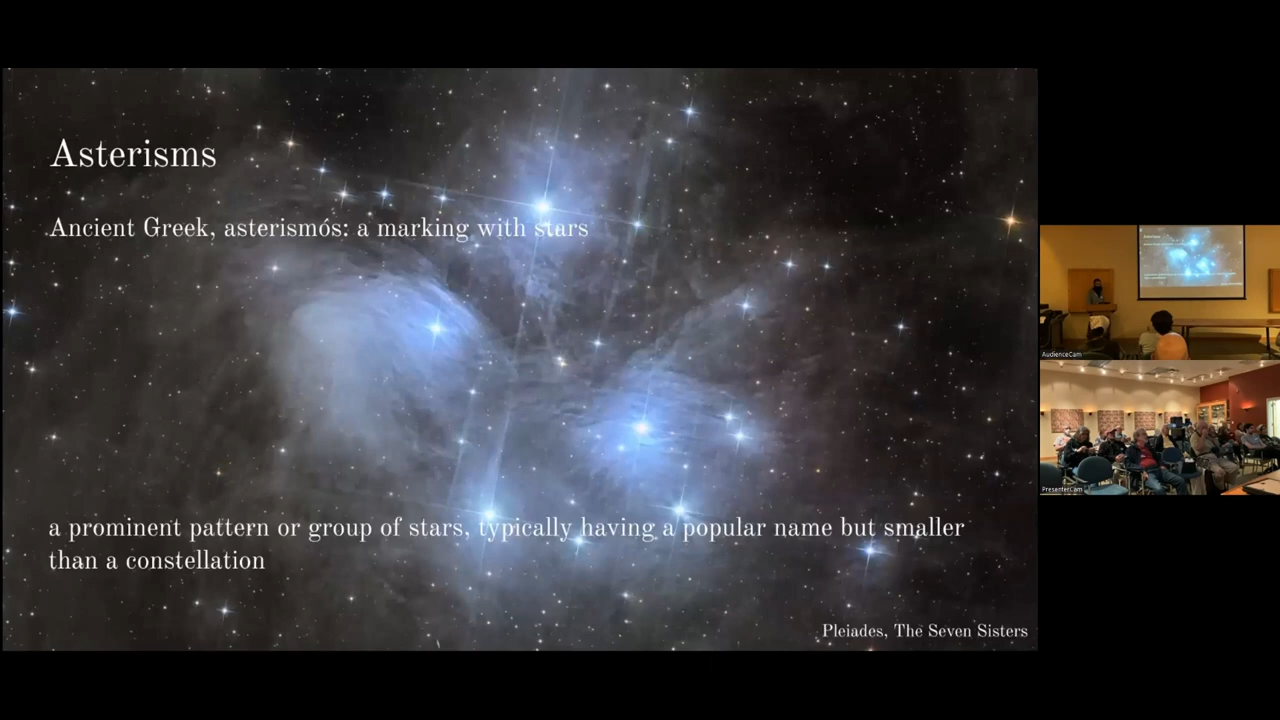 Asterisms
Ancient Greek, asterismós: a marking with stars
a prominent pattern or group of stars, typically having a popular name but smaller
than a constellation
Pleiades, The Seven Sisters
AudienceCam
PresenterCam